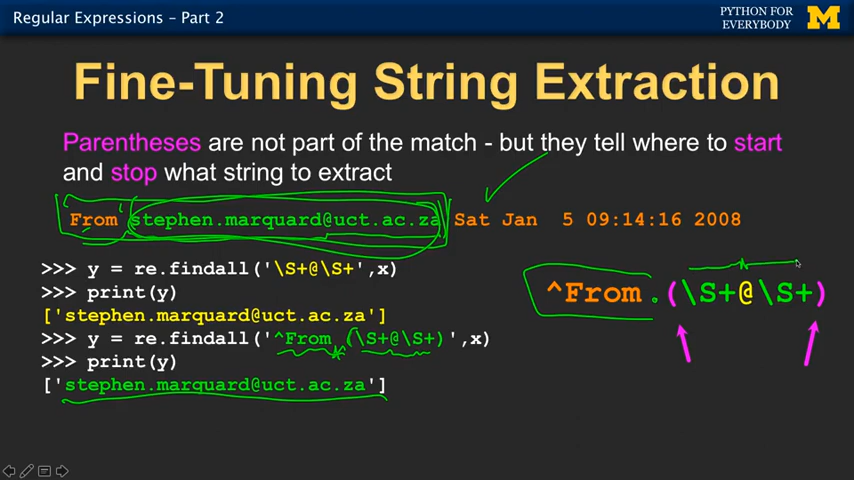 Regular Expressions – Part 2
PYTHON FOR
EVERYBODY
Fine-Tuning String Extraction
Parentheses are not part of the match - but they tell where to start
and stop what string to extract
From stephen.marquard@uct.ac.za Sat Jan  5 09:14:16 2008
>>> y = re.findall('\S+@\S+',x)
>>> print(y)
['stephen.marquard@uct.ac.za']
>>> y = re.findall('^From (\S+@\S+)',x)
>>> print(y)
['stephen.marquard@uct.ac.za']
^From (\S+@\S+)